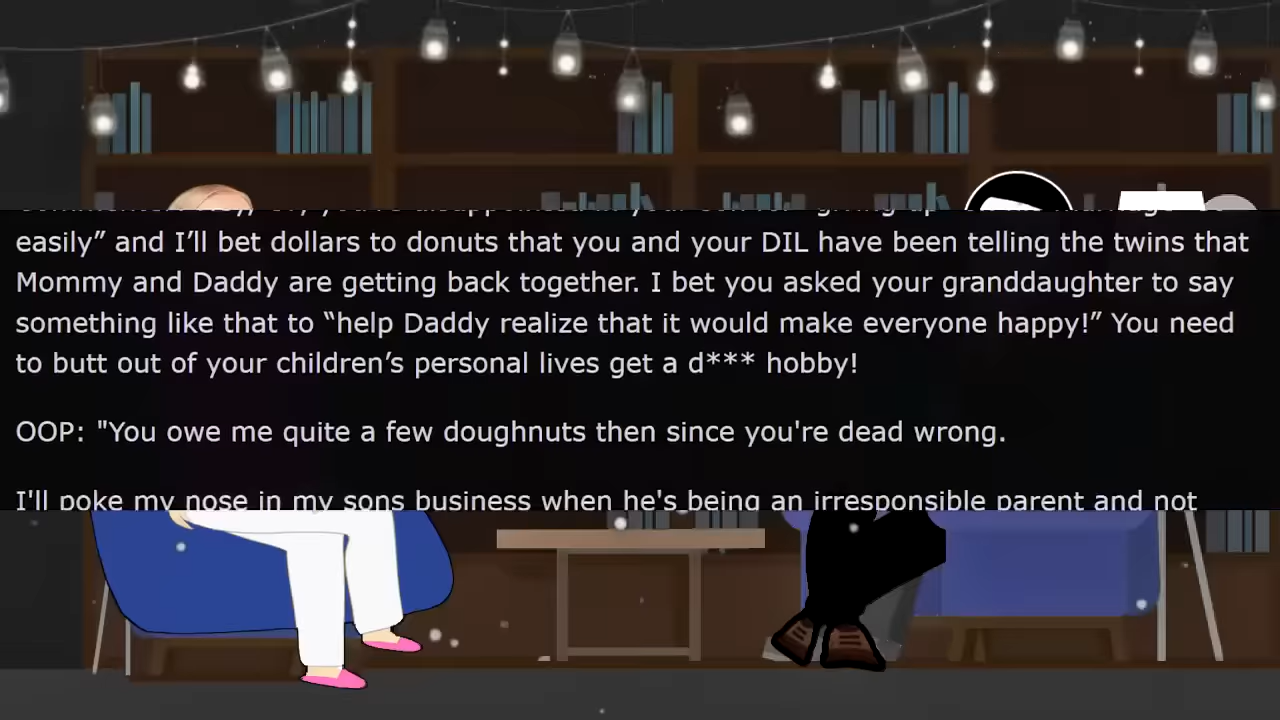 easily” and I’ll bet dollars to donuts that you and your DIL have been telling the twins that
Mommy and Daddy are getting back together. I bet you asked your granddaughter to say
something like that to “help Daddy realize that it would make everyone happy!” You need
to butt out of your children’s personal lives get a d*** hobby!
OOP: "You owe me quite a few doughnuts then since you're dead wrong.
I'll poke my nose in my sons business when he's being an irresponsible parent and not